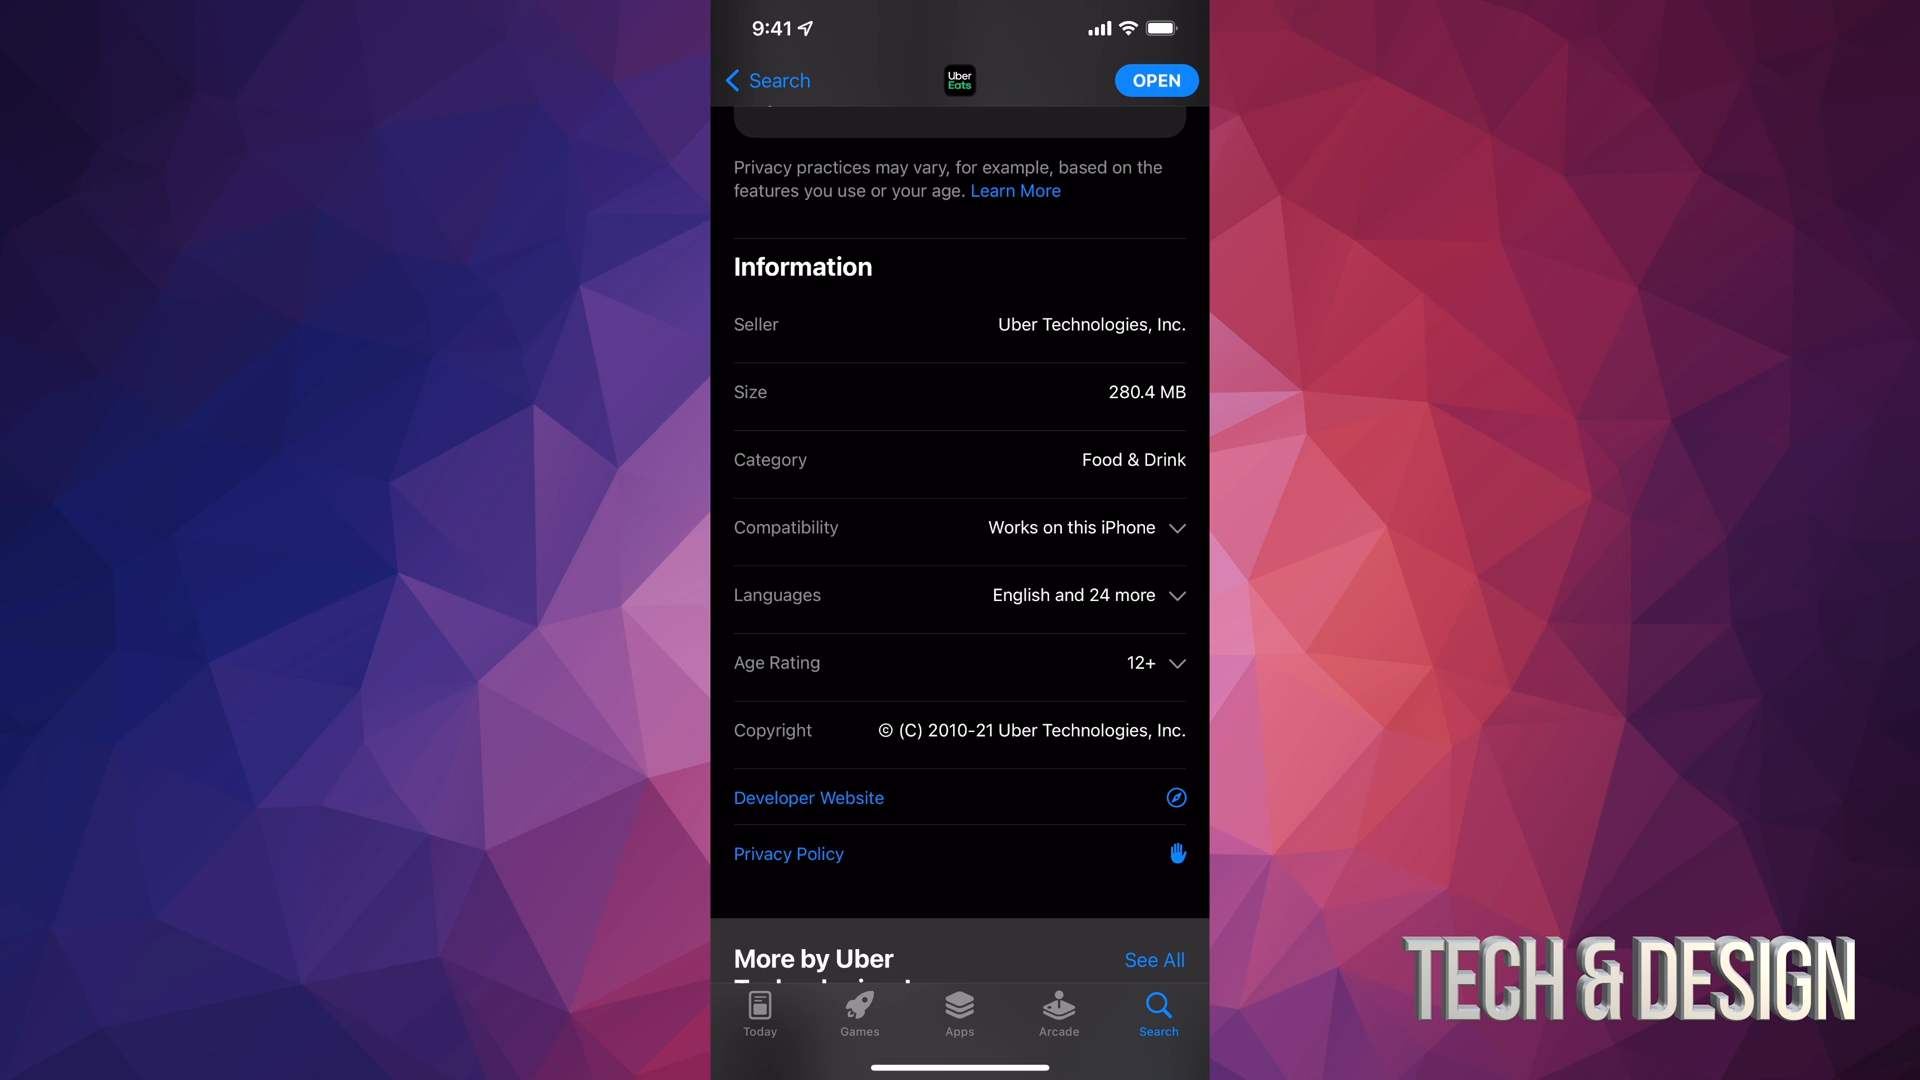 9:41
Search
Uber
Eats
OPEN
Privacy practices may vary, for example, based on the
features you use or your age. Learn More
Information
Seller
Uber Technologies, Inc.
Size
280.4 MB
Category
Food & Drink
Compatibility
Works on this iPhone
Languages
English and 24 more
Age Rating
12+
Copyright
© (C) 2010-21 Uber Technologies, Inc.
Developer Website
Privacy Policy
More by Uber
See All
Today
Games
Apps
Arcade
Search
TECH & DESIGN